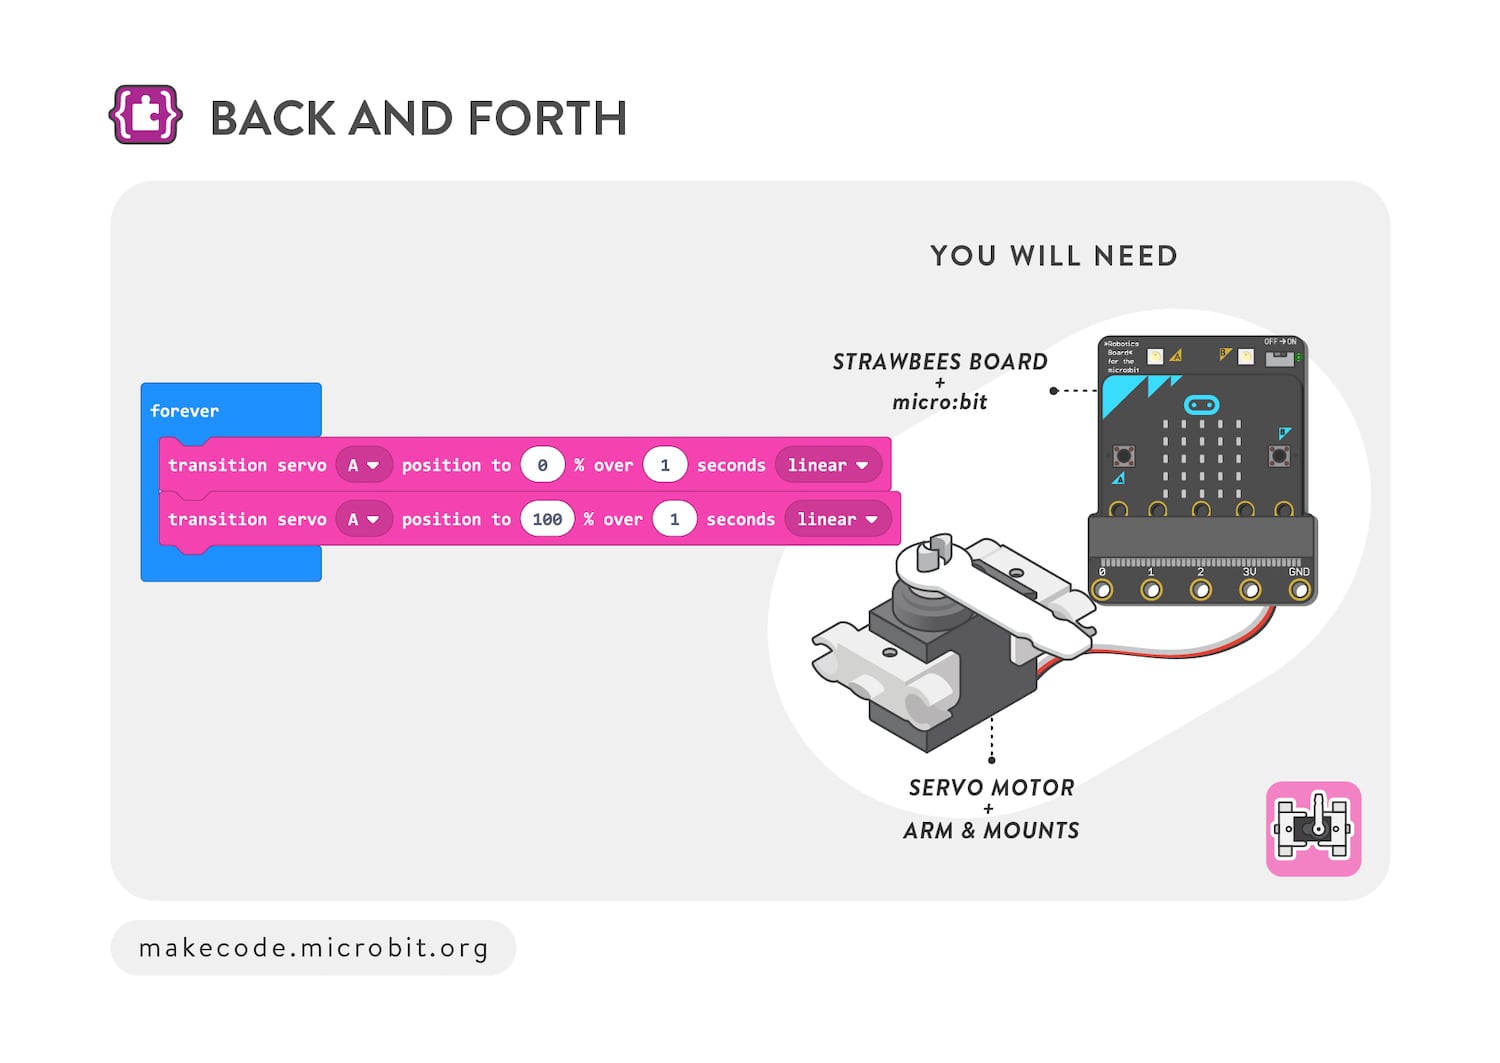 BACK AND FORTH
YOU WILL NEED
STRAWBEES BOARD
+
micro:bit
forever
transition servo A position to 0 % over 1 seconds linear
transition servo A position to 100 % over 1 seconds linear
OFF→ON
Robotics
Board
for the
micro:bit
A
B
B
A
0 1 2 3V GND
SERVO MOTOR
+
ARM & MOUNTS
makecode.microbit.org